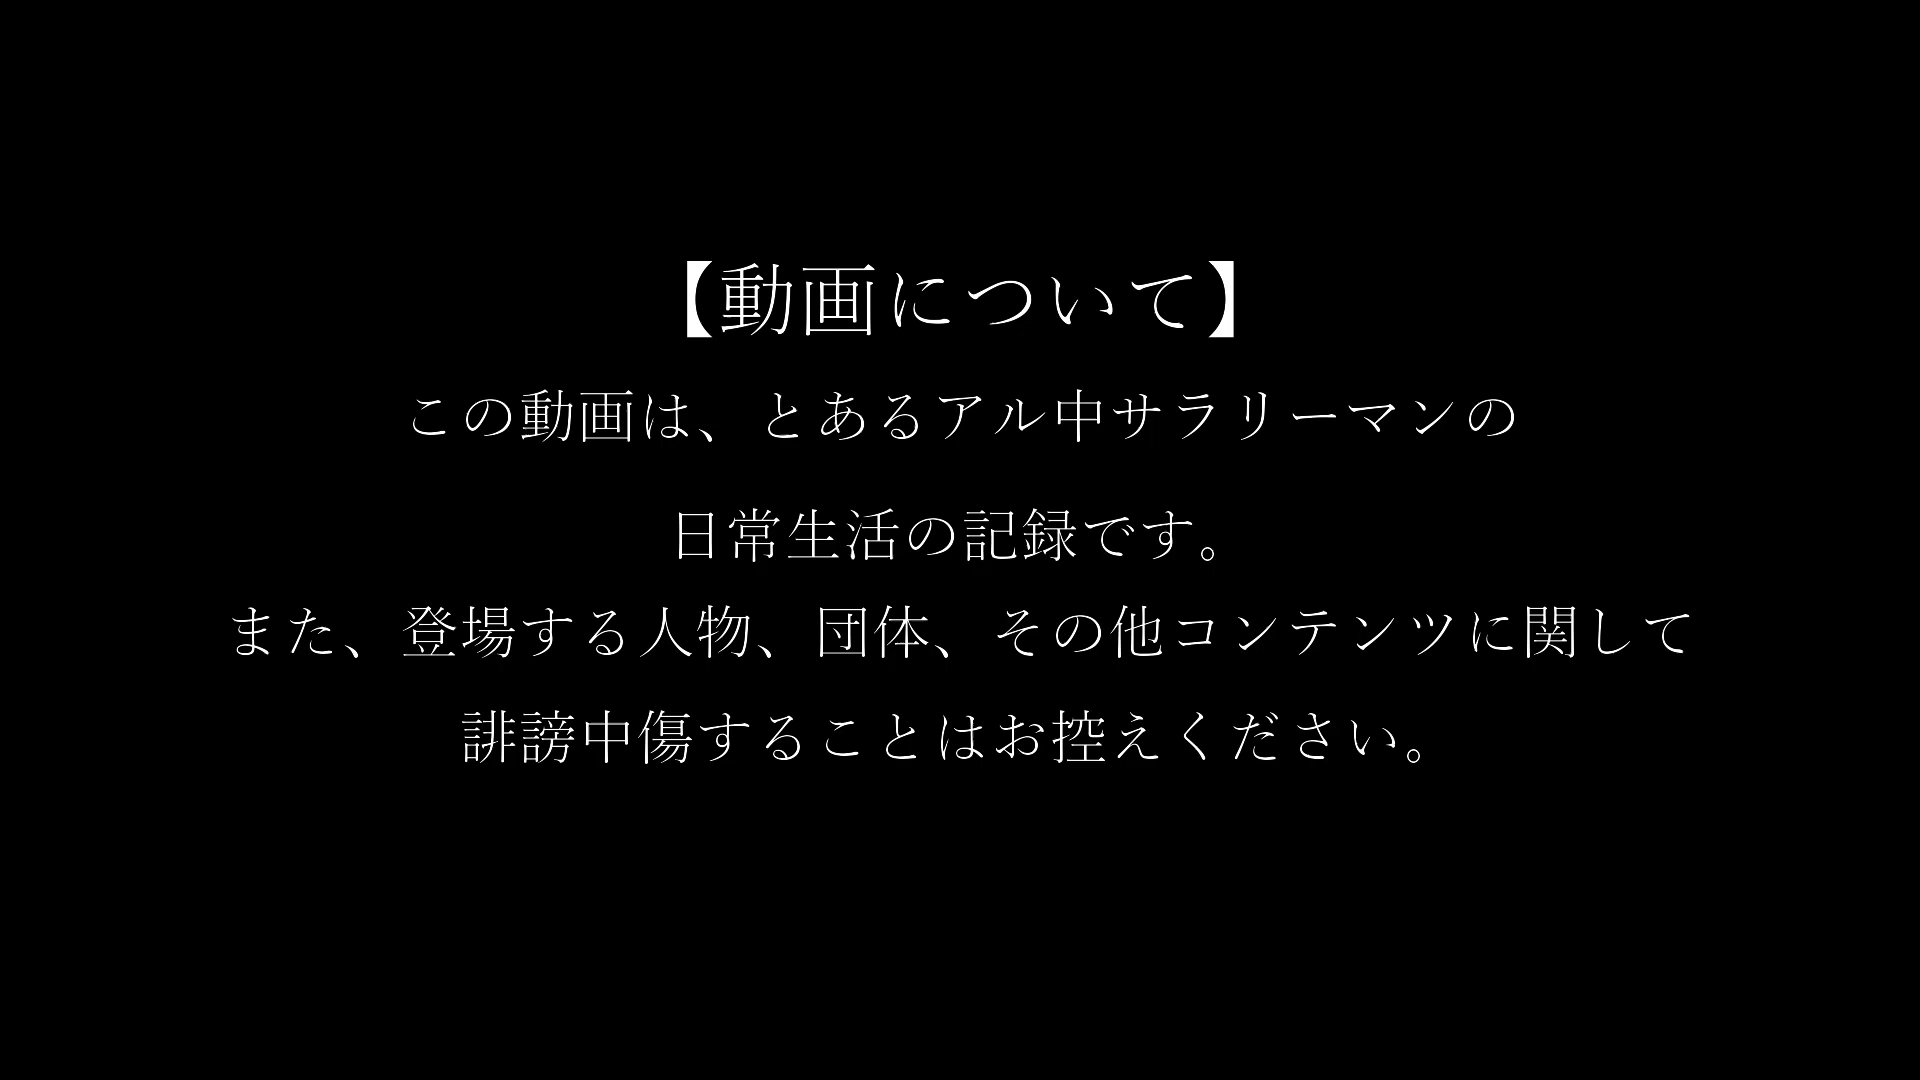 【動画について】
この動画は、とあるアル中サラリーマンの
日常生活の記録です。
また、登場する人物、団体、その他コンテンツに関して
誹謗中傷することはお控えください。